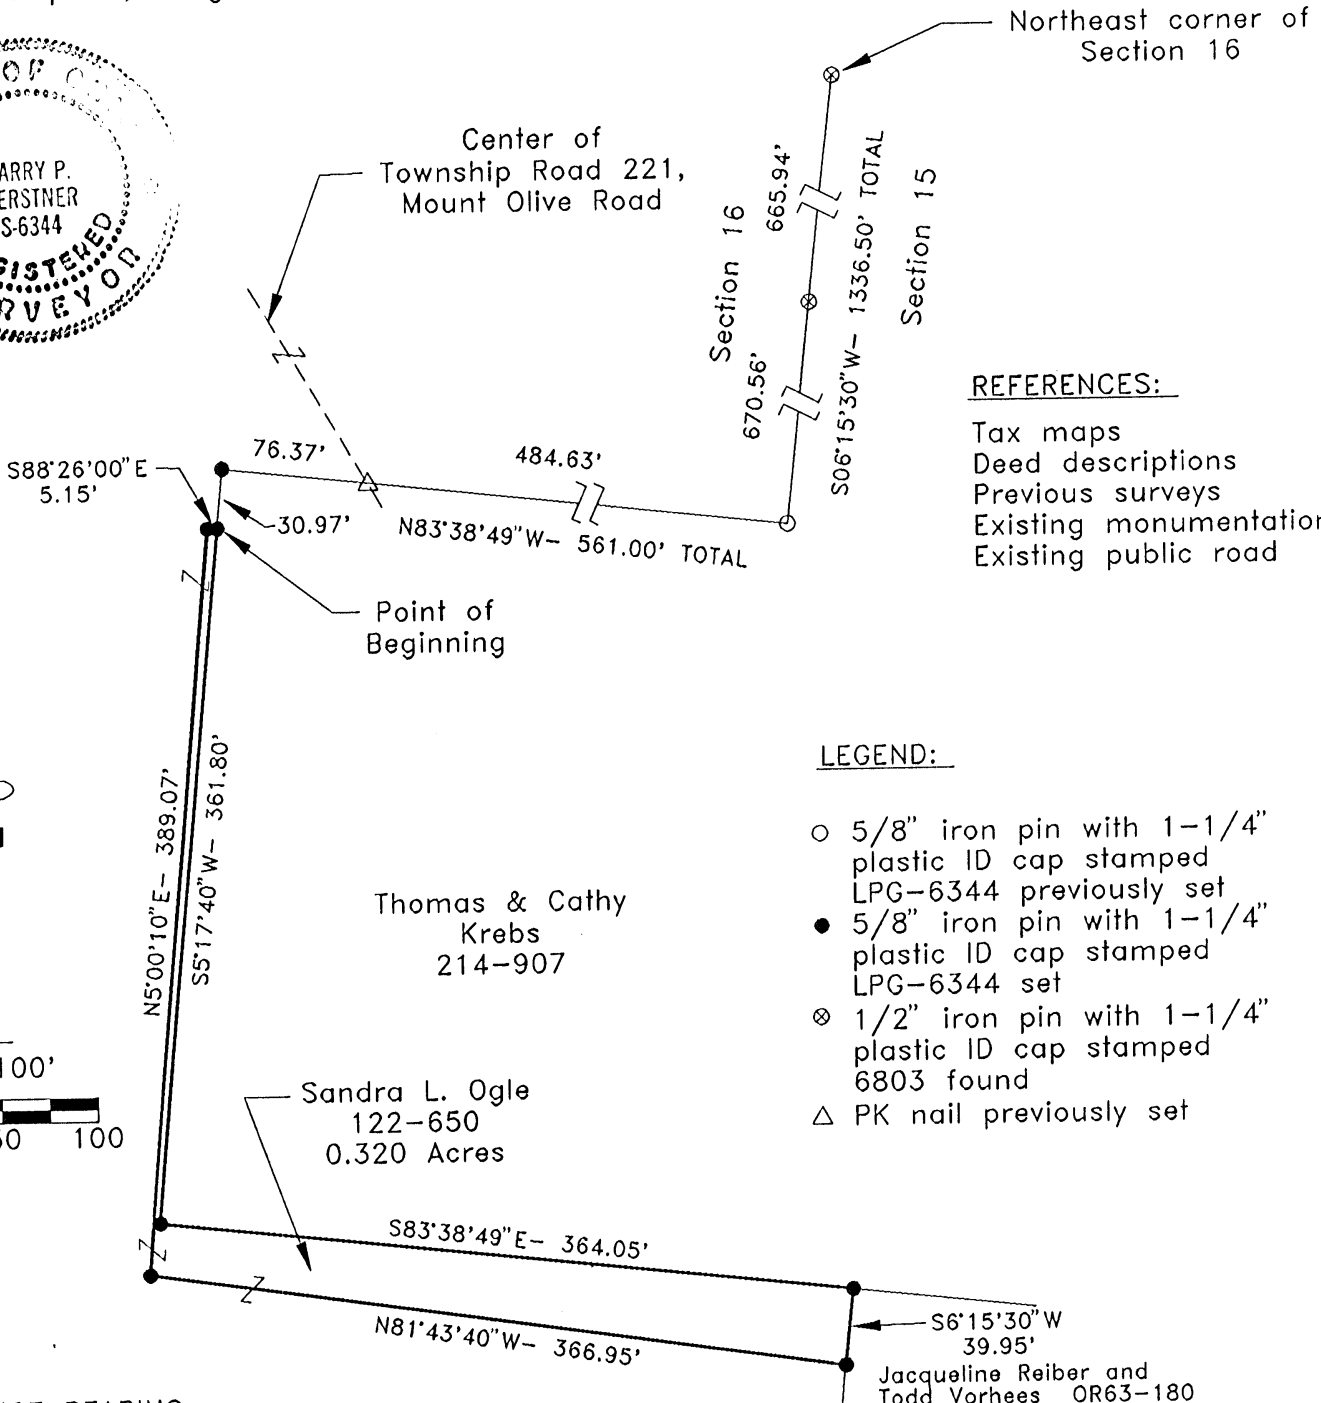 Northeast corner of
Section 16
OF
ARRY P.
ERSTNER
S-6344
GISTERED
RVEYOR
Center of
Township Road 221,
Mount Olive Road
665.94'
S06°15'30"W- 1336.50' TOTAL
Section 16
Section 15
670.56'
REFERENCES:
Tax maps
Deed descriptions
Previous surveys
Existing monumentation
Existing public road
S88°26'00"E
5.15'
76.37'
484.63'
30.97'
N83°38'49"W- 561.00' TOTAL
Point of
Beginning
N5°00'10"E- 389.07'
S5°17'40"W- 361.80'
Thomas & Cathy
Krebs
214-907
LEGEND:
5/8" iron pin with 1-1/4"
plastic ID cap stamped
LPG-6344 previously set
5/8" iron pin with 1-1/4"
plastic ID cap stamped
LPG-6344 set
1/2" iron pin with 1-1/4"
plastic ID cap stamped
6803 found
PK nail previously set
100'
100
Sandra L. Ogle
122-650
0.320 Acres
S83°38'49"E- 364.05'
N81°43'40"W- 366.95'
S6°15'30"W
39.95'
Jacqueline Reiber and
Todd Vorhees OR63-180